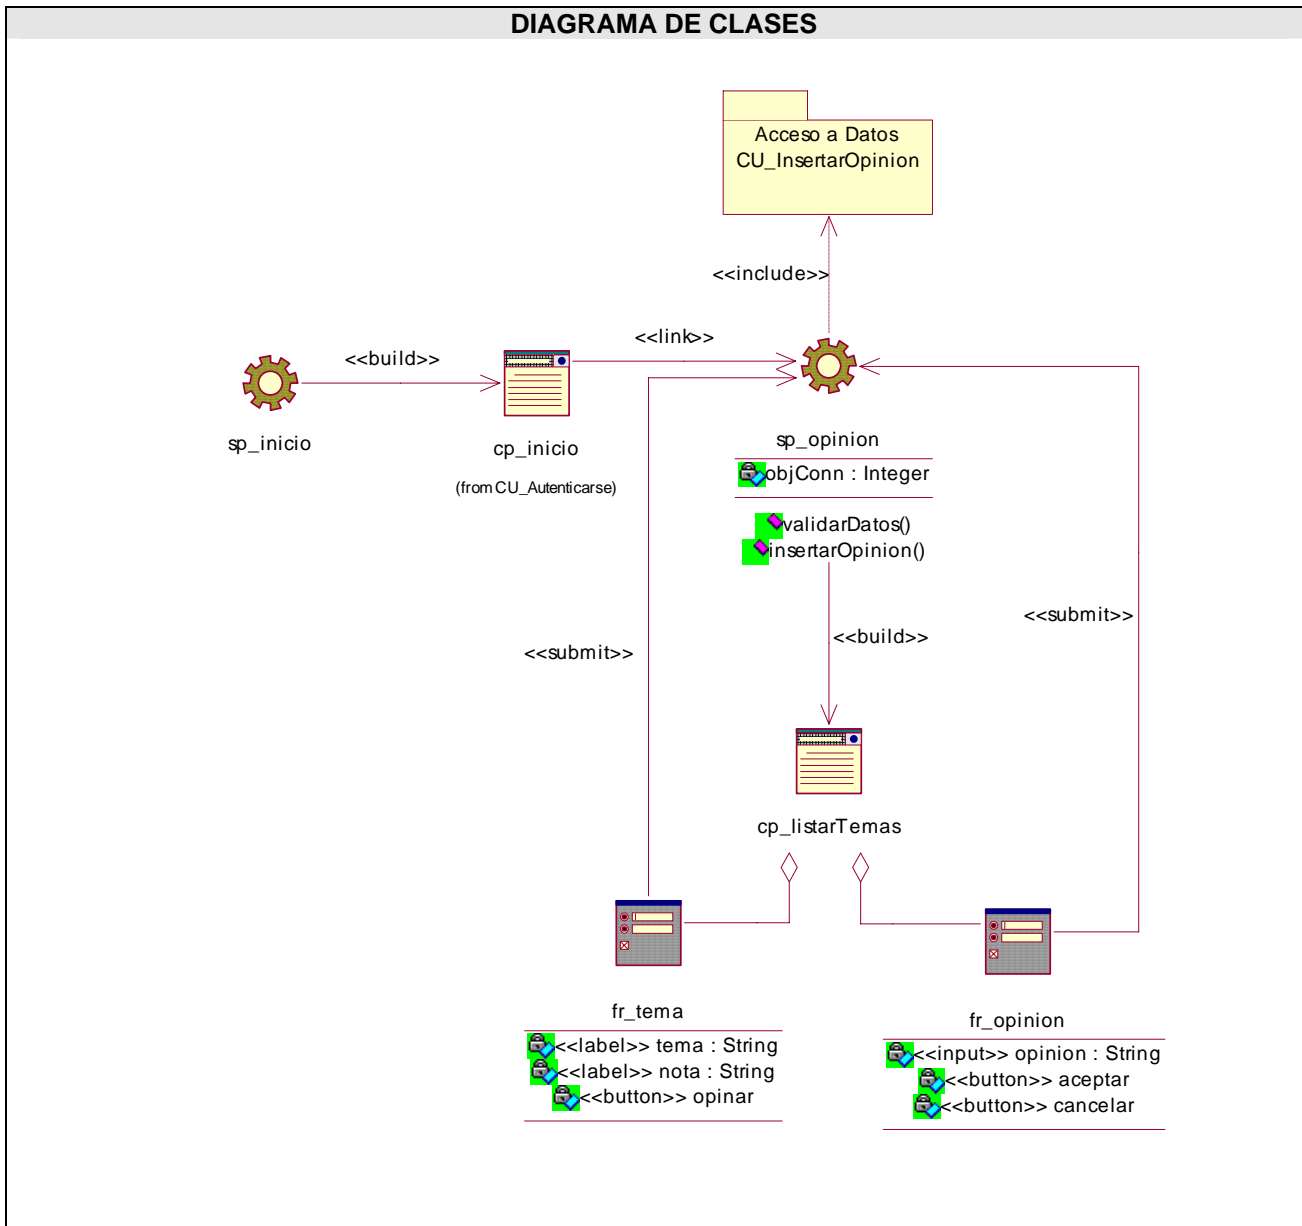 DIAGRAMA DE CLASES
Acceso a Datos
CU_InsertarOpinion
<<include>>
<<link>>
<<build>>
sp_inicio
cp_inicio
(from CU_Autenticarse)
sp_opinion
objConn : Integer
validarDatos()
insertarOpinion()
<<submit>>
<<build>>
<<submit>>
cp_listarTemas
fr_tema
<<label>> tema : String
<<label>> nota : String
<<button>> opinar
fr_opinion
<<input>> opinion : String
<<button>> aceptar
<<button>> cancelar